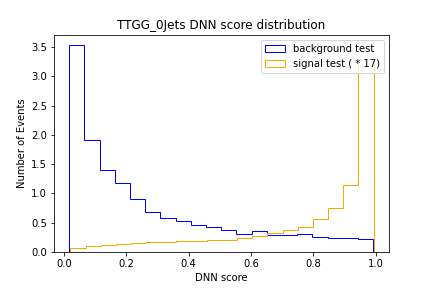 TTGG_0Jets DNN score distribution
background test
signal test ( * 17)
Number of Events
3.5
3.0
2.5
2.0
1.5
1.0
0.5
0.0
0.0 0.2 0.4 0.6 0.8 1.0
DNN score